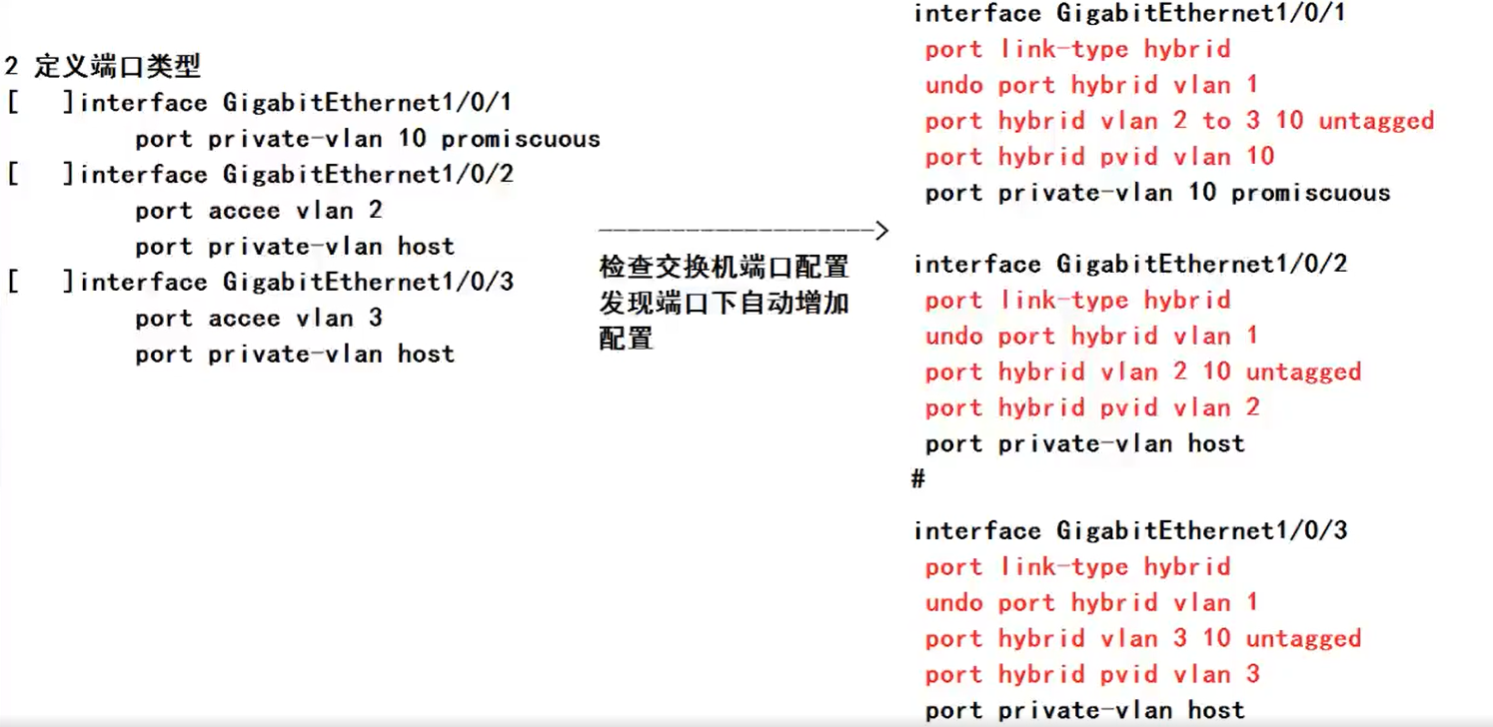 2 定义端口类型
[   ]interface GigabitEthernet1/0/1
port private-vlan 10 promiscuous
[   ]interface GigabitEthernet1/0/2
port accee vlan 2
port private-vlan host
[   ]interface GigabitEthernet1/0/3
port accee vlan 3
port private-vlan host
------------------->
检查交换机端口配置
发现端口下自动增加
配置
interface GigabitEthernet1/0/1
port link-type hybrid
undo port hybrid vlan 1
port hybrid vlan 2 to 3 10 untagged
port hybrid pvid vlan 10
port private-vlan 10 promiscuous
interface GigabitEthernet1/0/2
port link-type hybrid
undo port hybrid vlan 1
port hybrid vlan 2 10 untagged
port hybrid pvid vlan 2
port private-vlan host
#
interface GigabitEthernet1/0/3
port link-type hybrid
undo port hybrid vlan 1
port hybrid vlan 3 10 untagged
port hybrid pvid vlan 3
port private-vlan host